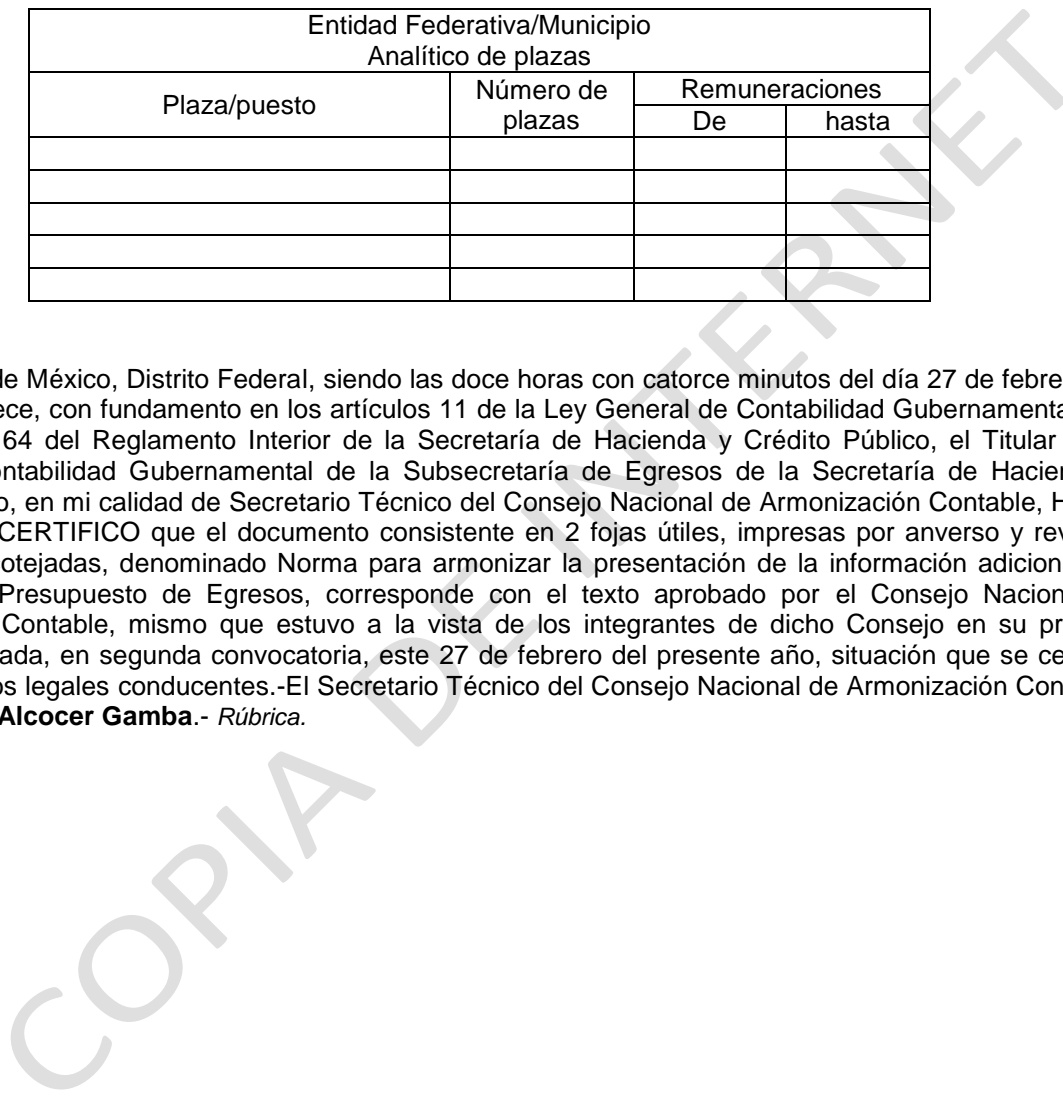 Entidad Federativa/Municipio
Analítico de plazas
Plaza/puesto
Número de plazas
Remuneraciones
De hasta
de México, Distrito Federal, siendo las doce horas con catorce minutos del día 27 de febre
ece, con fundamento en los artículos 11 de la Ley General de Contabilidad Gubernamenta
64 del Reglamento Interior de la Secretaría de Hacienda y Crédito Público, el Titular
ontabilidad Gubernamental de la Subsecretaría de Egresos de la Secretaría de Hacien
o, en mi calidad de Secretario Técnico del Consejo Nacional de Armonización Contable, H
CERTIFICO que el documento consistente en 2 fojas útiles, impresas por anverso y rev
otejadas, denominado Norma para armonizar la presentación de la información adicion
Presupuesto de Egresos, corresponde con el texto aprobado por el Consejo Nacion
Contable, mismo que estuvo a la vista de los integrantes de dicho Consejo en su pr
ada, en segunda convocatoria, este 27 de febrero del presente año, situación que se ce
os legales conducentes.-El Secretario Técnico del Consejo Nacional de Armonización Con
Alcocer Gamba.- Rúbrica.
COPIA DE INTERNET